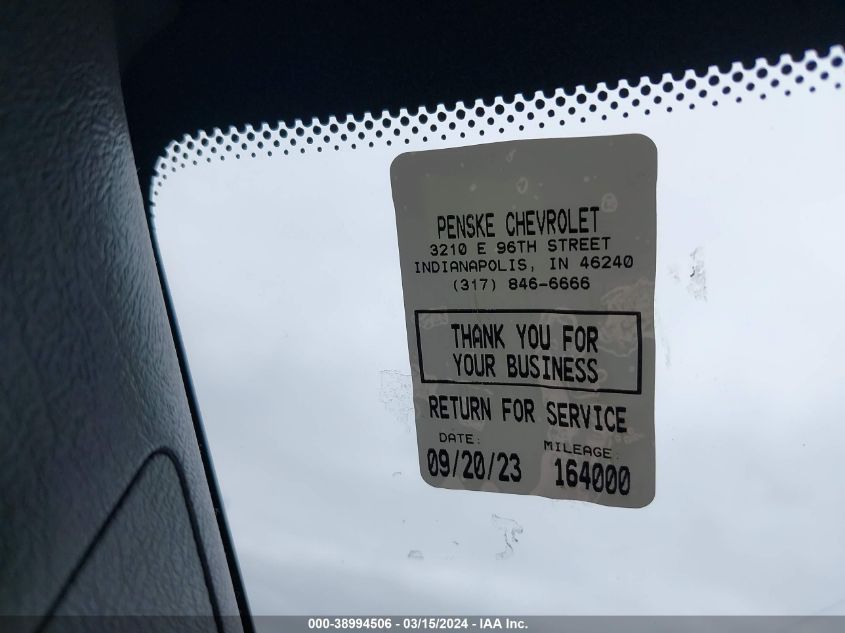 PENSKE CHEVROLET
3210 E 96TH STREET
INDIANAPOLIS, IN 46240
(317) 846-6666
THANK YOU FOR
YOUR BUSINESS
RETURN FOR SERVICE
DATE: MILEAGE:
09/20/23 164000
000-38994506 - 03/15/2024 - IAA Inc.